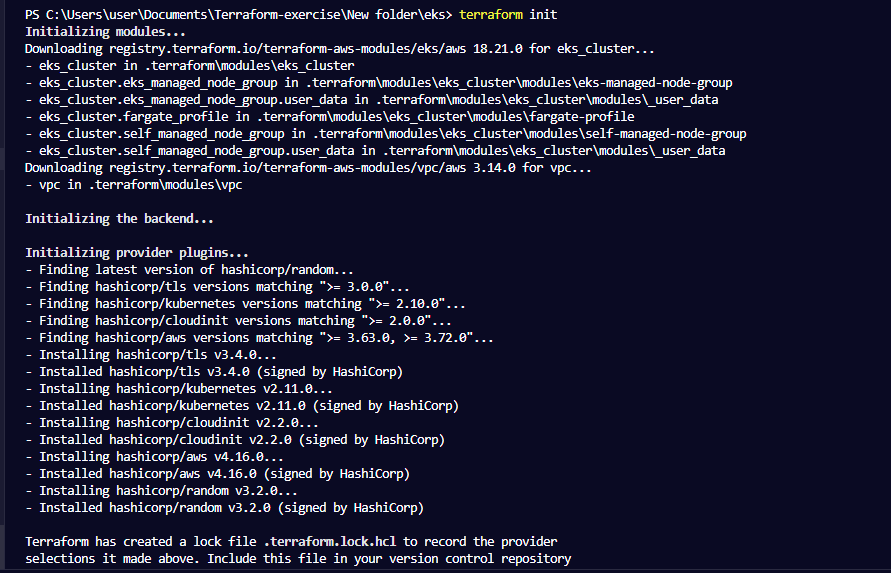 PS C:\Users\user\Documents\Terraform-exercise\New folder\eks> terraform init
Initializing modules...
Downloading registry.terraform.io/terraform-aws-modules/eks/aws 18.21.0 for eks_cluster...
- eks_cluster in .terraform\modules\eks_cluster
- eks_cluster.eks_managed_node_group in .terraform\modules\eks_cluster\modules\eks-managed-node-group
- eks_cluster.eks_managed_node_group.user_data in .terraform\modules\eks_cluster\modules\_user_data
- eks_cluster.fargate_profile in .terraform\modules\eks_cluster\modules\fargate-profile
- eks_cluster.self_managed_node_group in .terraform\modules\eks_cluster\modules\self-managed-node-group
- eks_cluster.self_managed_node_group.user_data in .terraform\modules\eks_cluster\modules\_user_data
Downloading registry.terraform.io/terraform-aws-modules/vpc/aws 3.14.0 for vpc...
- vpc in .terraform\modules\vpc
Initializing the backend...
Initializing provider plugins...
- Finding latest version of hashicorp/random...
- Finding hashicorp/tls versions matching ">= 3.0.0"...
- Finding hashicorp/kubernetes versions matching ">= 2.10.0"...
- Finding hashicorp/cloudinit versions matching ">= 2.0.0"...
- Finding hashicorp/aws versions matching ">= 3.63.0, >= 3.72.0"...
- Installing hashicorp/tls v3.4.0...
- Installed hashicorp/tls v3.4.0 (signed by HashiCorp)
- Installing hashicorp/kubernetes v2.11.0...
- Installed hashicorp/kubernetes v2.11.0 (signed by HashiCorp)
- Installing hashicorp/cloudinit v2.2.0...
- Installed hashicorp/cloudinit v2.2.0 (signed by HashiCorp)
- Installing hashicorp/aws v4.16.0...
- Installed hashicorp/aws v4.16.0 (signed by HashiCorp)
- Installing hashicorp/random v3.2.0...
- Installed hashicorp/random v3.2.0 (signed by HashiCorp)
Terraform has created a lock file .terraform.lock.hcl to record the provider
selections it made above. Include this file in your version control repository